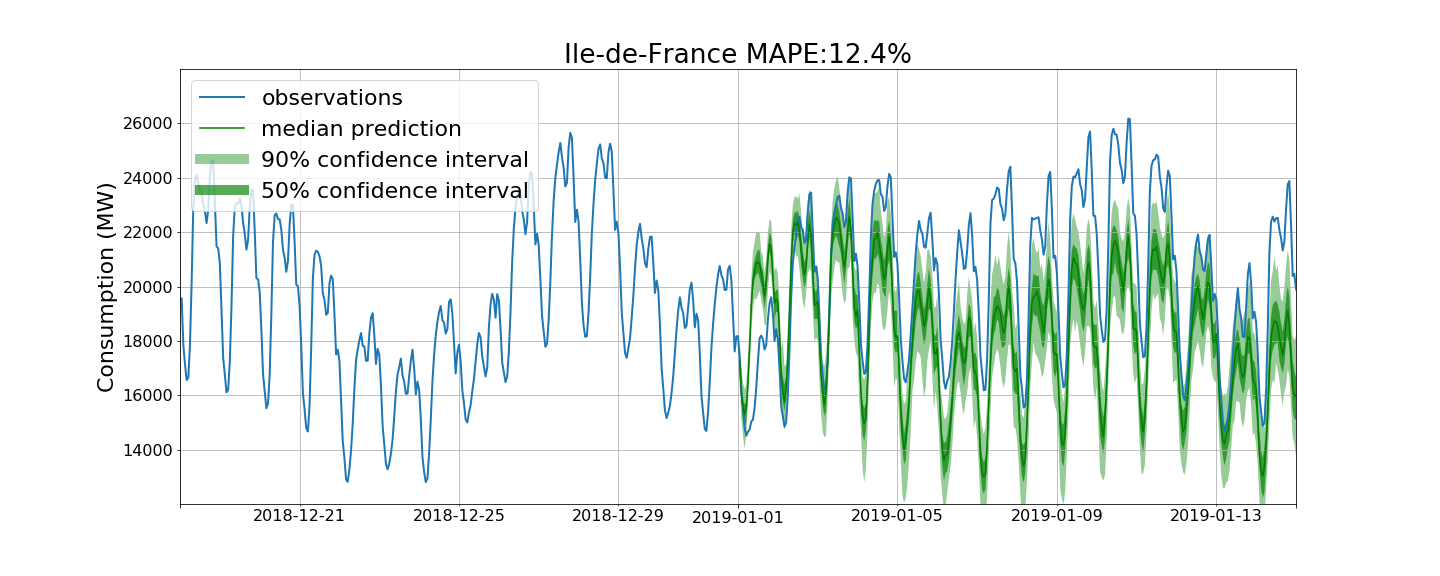 Ile-de-France MAPE:12.4%
observations
median prediction
90% confidence interval
50% confidence interval
Consumption (MW)
26000
24000
22000
20000
18000
16000
14000
2018-12-21
2018-12-25
2018-12-29
2019-01-01
2019-01-05
2019-01-09
2019-01-13